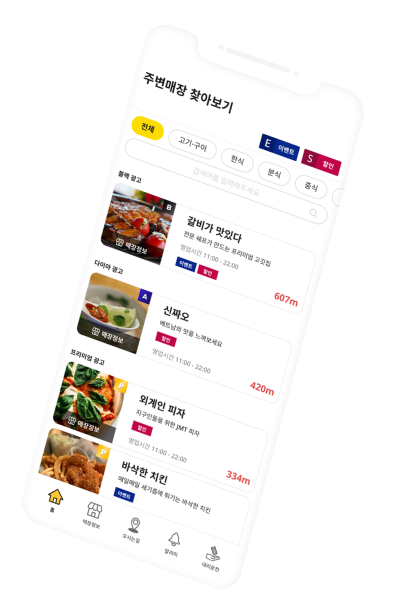 주변매장 찾아보기
E 이벤트
S 할인
전체
고기·구이
한식
분식
중식
검색어를 입력해주세요
블랙 광고
B
매장정보
갈비가 맛있다
전문 쉐프가 만드는 프리미엄 고깃집
영업시간 11:00 - 22:00
이벤트
할인
607m
다이아 광고
A
매장정보
신짜오
베트남의 맛을 느껴보세요
할인
영업시간 11:00 - 22:00
420m
프리미엄 광고
P
매장정보
외계인 피자
지구인들을 위한 JMT 피자
할인
영업시간 11:00 - 22:00
334m
P
바삭한 치킨
매일매일 새기름에 튀기는 바삭한 치킨
이벤트
홈
매장정보
오시는길
알리미
대리운전